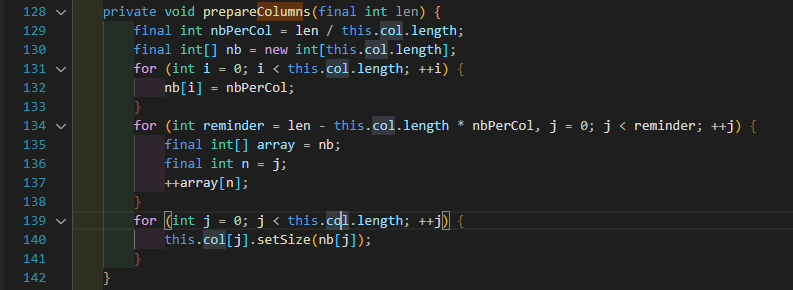 128 private void prepareColumns(final int len) {
129 final int nbPerCol = len / this.col.length;
130 final int[] nb = new int[this.col.length];
131 for (int i = 0; i < this.col.length; ++i) {
132 nb[i] = nbPerCol;
133 }
134 for (int reminder = len - this.col.length * nbPerCol, j = 0; j < reminder; ++j) {
135 final int[] array = nb;
136 final int n = j;
137 ++array[n];
138 }
139 for (int j = 0; j < this.col.length; ++j) {
140 this.col[j].setSize(nb[j]);
141 }
142 }